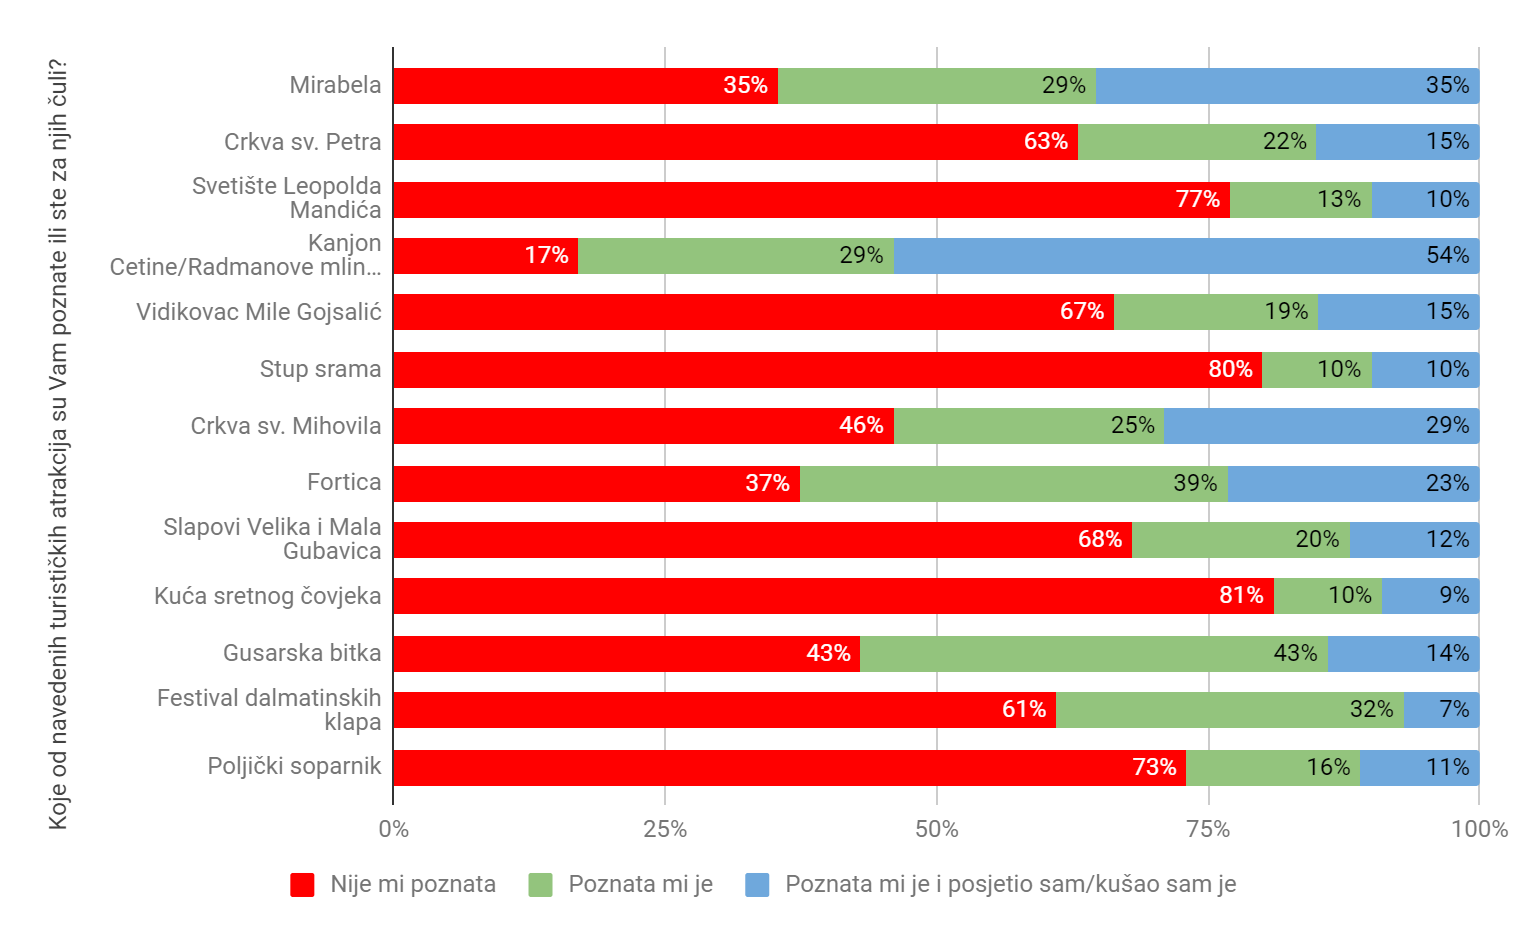 Koje od navedenih turističkih atrakcija su Vam poznate ili ste za njih čuli?
Mirabela
35%
29%
35%
Crkva sv. Petra
63%
22%
15%
Svetište Leopolda
Mandića
77%
13%
10%
Kanjon
Cetine/Radmanove mlin…
17%
29%
54%
Vidikovac Mile Gojsalić
67%
19%
15%
Stup srama
80%
10%
10%
Crkva sv. Mihovila
46%
25%
29%
Fortica
37%
39%
23%
Slapovi Velika i Mala
Gubavica
68%
20%
12%
Kuća sretnog čovjeka
81%
10%
9%
Gusarska bitka
43%
43%
14%
Festival dalmatinskih
klapa
61%
32%
7%
Poljički soparnik
73%
16%
11%
0%
25%
50%
75%
100%
Nije mi poznata
Poznata mi je
Poznata mi je i posjetio sam/kušao sam je